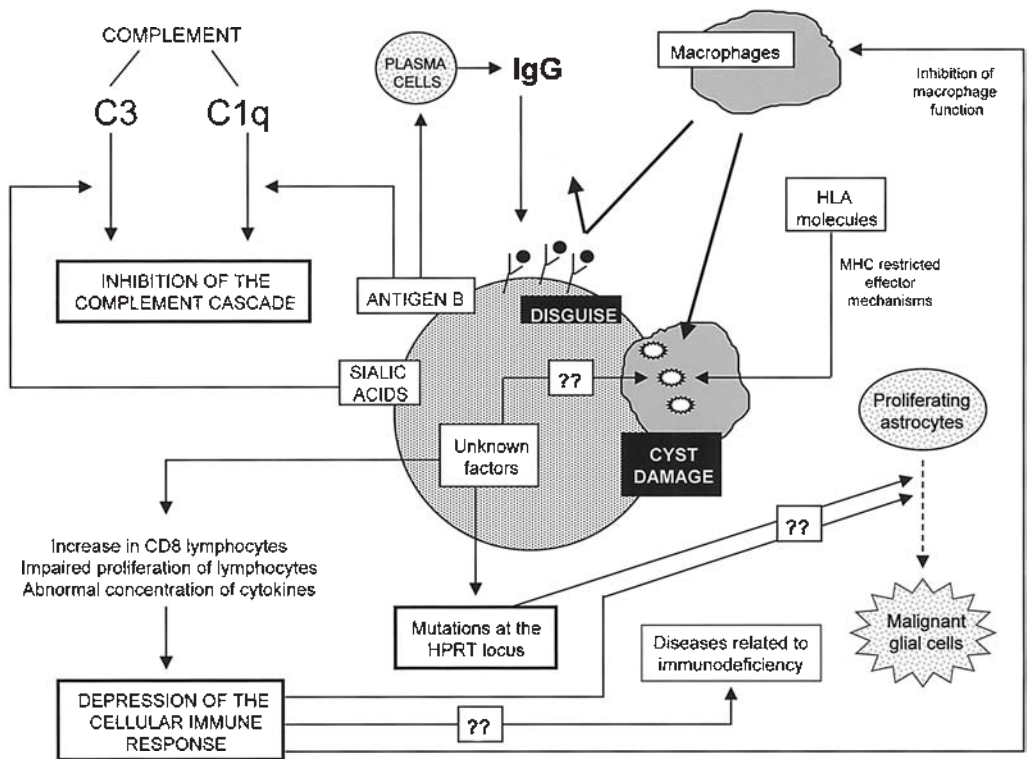 COMPLEMENT
C3
C1q
PLASMA
CELLS
IgG
Macrophages
Inhibition of
macrophage
function
HLA
molecules
MHC restricted
effector
mechanisms
INHIBITION OF THE
COMPLEMENT CASCADE
ANTIGEN B
DISGUISE
SIALIC
ACIDS
??
Unknown
factors
CYST
DAMAGE
Proliferating
astrocytes
??
Increase in CD8 lymphocytes
Impaired proliferation of lymphocytes
Abnormal concentration of cytokines
Mutations at the
HPRT locus
Diseases related to
immunodeficiency
Malignant
glial cells
DEPRESSION OF THE
CELLULAR IMMUNE
RESPONSE
??